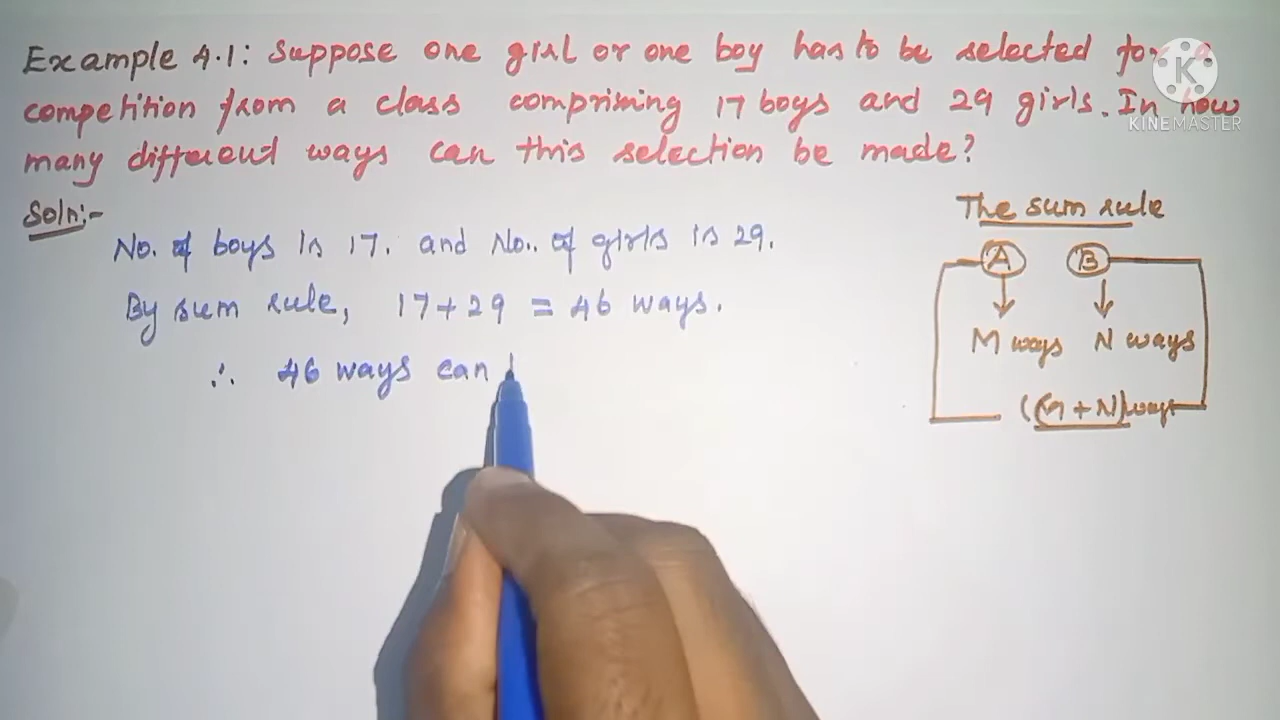 Example 4.1: Suppose one girl or one boy has to be selected for
competition from a class comprising 17 boys and 29 girls. In how
many different ways can this selection be made?
Soln:-
No. of boys is 17. and No.. of girls is 29.
By sum rule, 17 + 29 = 46 ways.
∴ 46 ways can
The sum rule
A B
M ways N ways
(M + N) ways
K
KINEMASTER